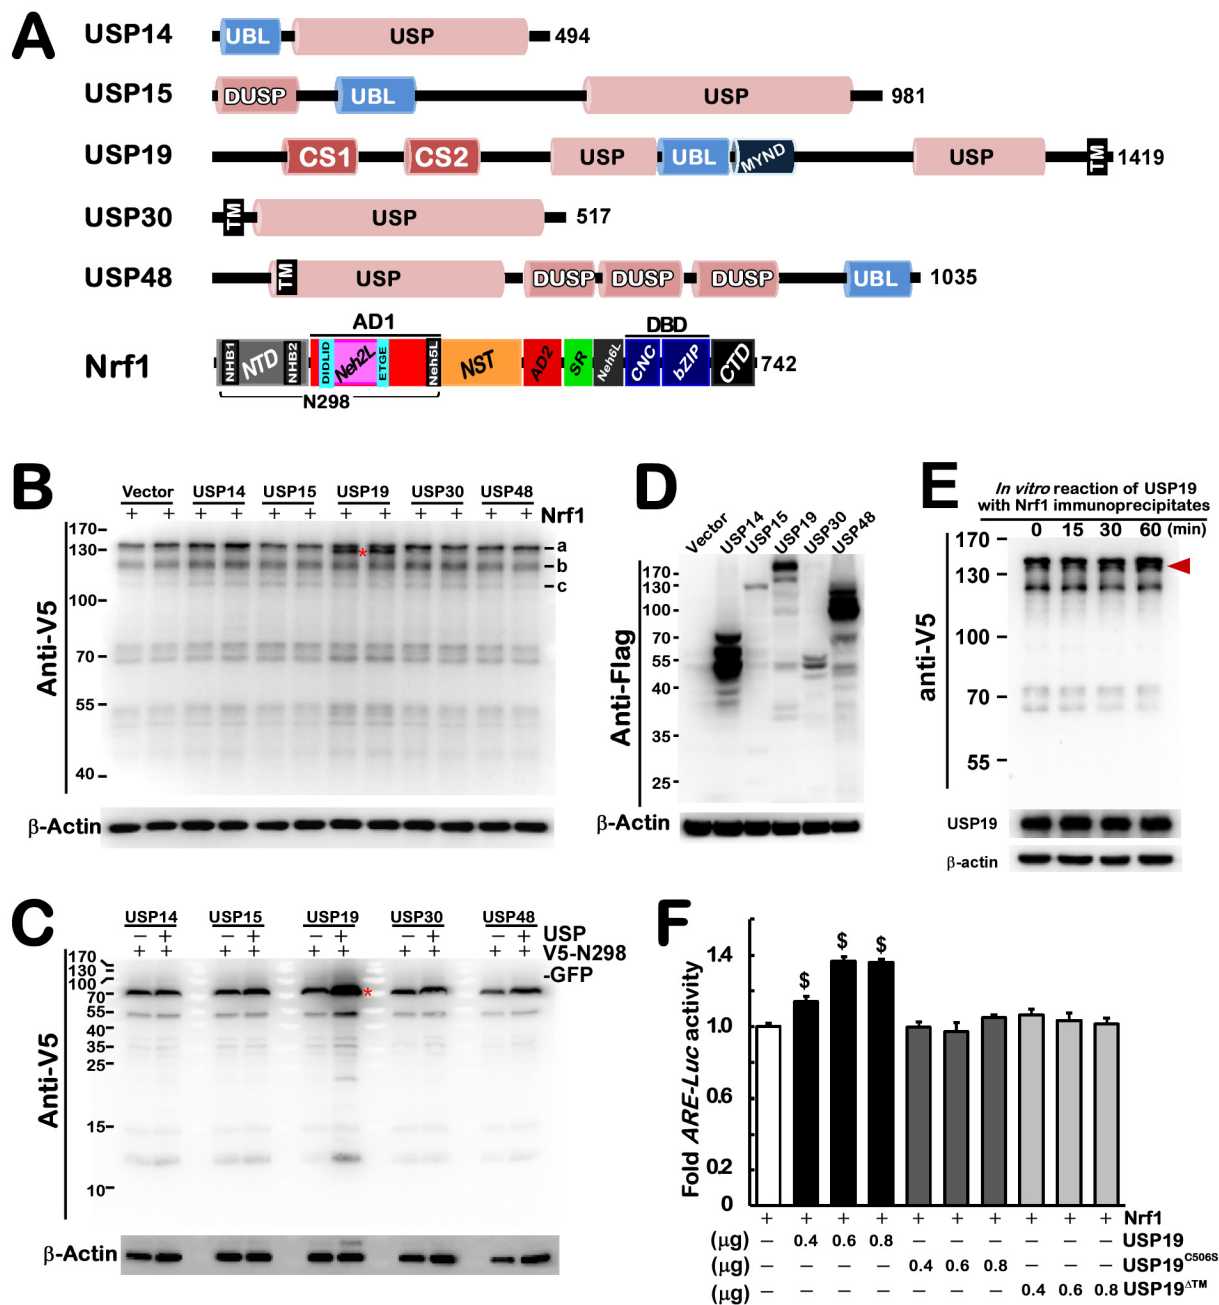 A
USP14 UBL USP 494
USP15 DUSP UBL USP 981
USP19 CS1 CS2 USP UBL MYND USP TM 1419
USP30 TM USP 517
USP48 TM USP DUSP DUSP DUSP UBL 1035
AD1 DBD
Nrf1 NHB1 NTD NHB2 DIDLID Neh2L ETGE Neh5L NST AD2 SR Neh6L CNC bZIP CTD 742
N298
B
Vector USP14 USP15 USP19 USP30 USP48
+ + + + + + + + + + + + Nrf1
170
130
100
70
55
40
a
b
c
*
Anti-V5
β-Actin
C
USP14 USP15 USP19 USP30 USP48
− + − + − + − + − + USP
+ + + + + + + + + + V5-N298
-GFP
170
130
100
70
55
40
35
25
15
10
*
Anti-V5
β-Actin
D
Vector USP14 USP15 USP19 USP30 USP48
170
130
100
70
55
40
35
25
Anti-Flag
β-Actin
E
In vitro reaction of USP19
with Nrf1 immunoprecipitates
0 15 30 60 (min)
170
130
100
70
55
anti-V5
USP19
β-actin
F
Fold ARE-Luc activity
1.4
1.0
0.6
0.2
0
$ $ $
+ + + + + + + + + + Nrf1
(µg) − 0.4 0.6 0.8 − − − − − − USP19
(µg) − − − − 0.4 0.6 0.8 − − − USP19C506S
(µg) − − − − − − − 0.4 0.6 0.8 USP19ΔTM